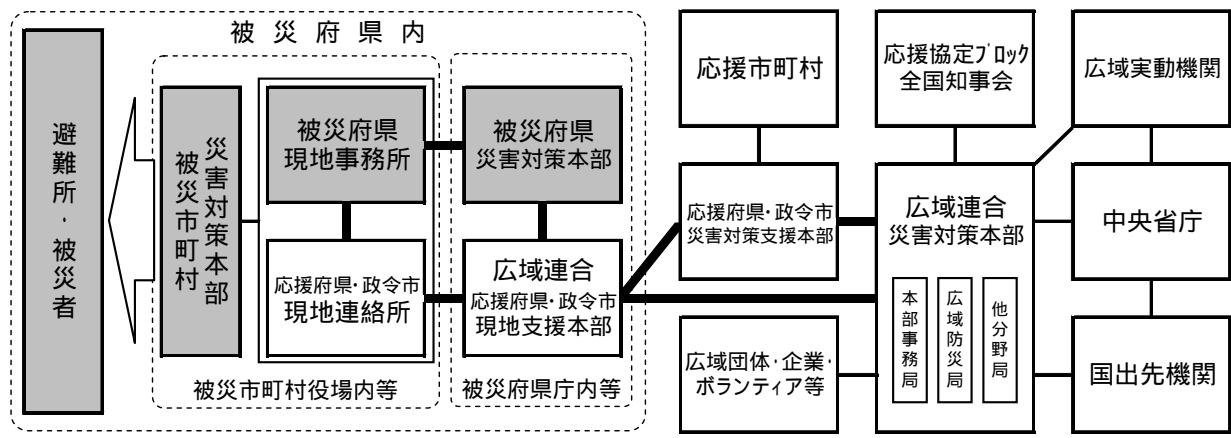 被災府県内
避難所・被災者
災害対策本部
被災市町村
被災府県
現地事務所
応援府県・政令市
現地連絡所
被災市町村役場内等
被災府県
災害対策本部
広域連合
応援府県・政令市
現地支援本部
被災府県庁内等
応援市町村
応援府県・政令市
災害対策支援本部
広域団体・企業・
ボランティア等
応援協定ブロック
全国知事会
広域連合
災害対策本部
本部事務局
広域防災局
他分野局
広域実動機関
中央省庁
国出先機関